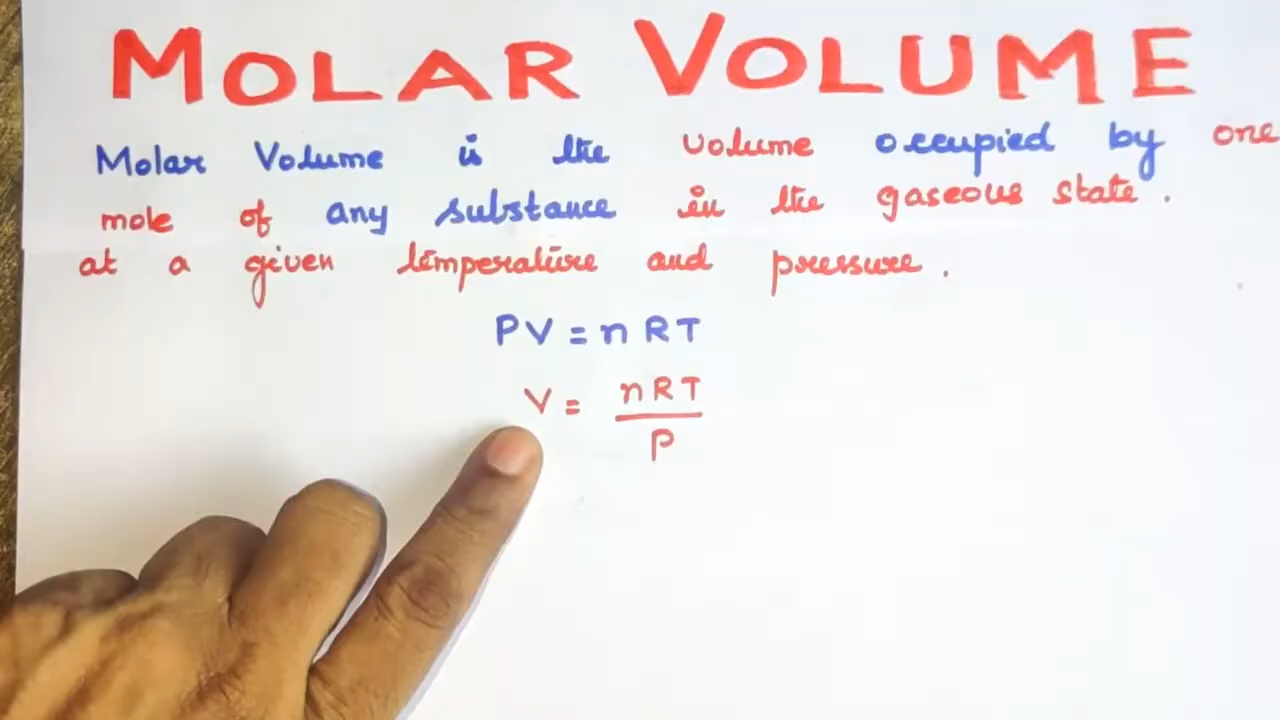 MOLAR VOLUME
Molar Volume is the volume occupied by one
mole of any substance in the gaseous state.
at a given temperature and pressure.
PV = nRT
V = nRT
P